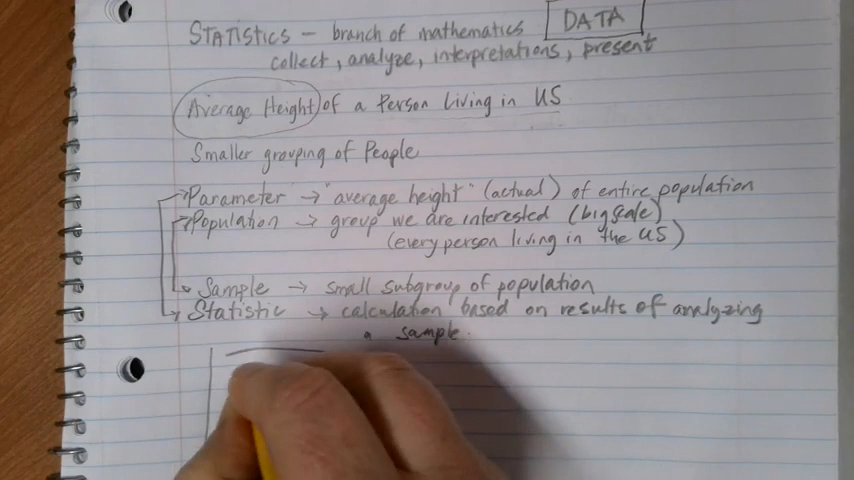 STATISTICS – branch of mathematics DATA
collect, analyze, interpretations, present
Average Height of a Person Living in US
Smaller grouping of People
Parameter → "average height" (actual) of entire population
Population → group we are interested (big scale)
(every person living in the US)
Sample → small subgroup of population
Statistic → calculation based on results of analyzing
a sample.